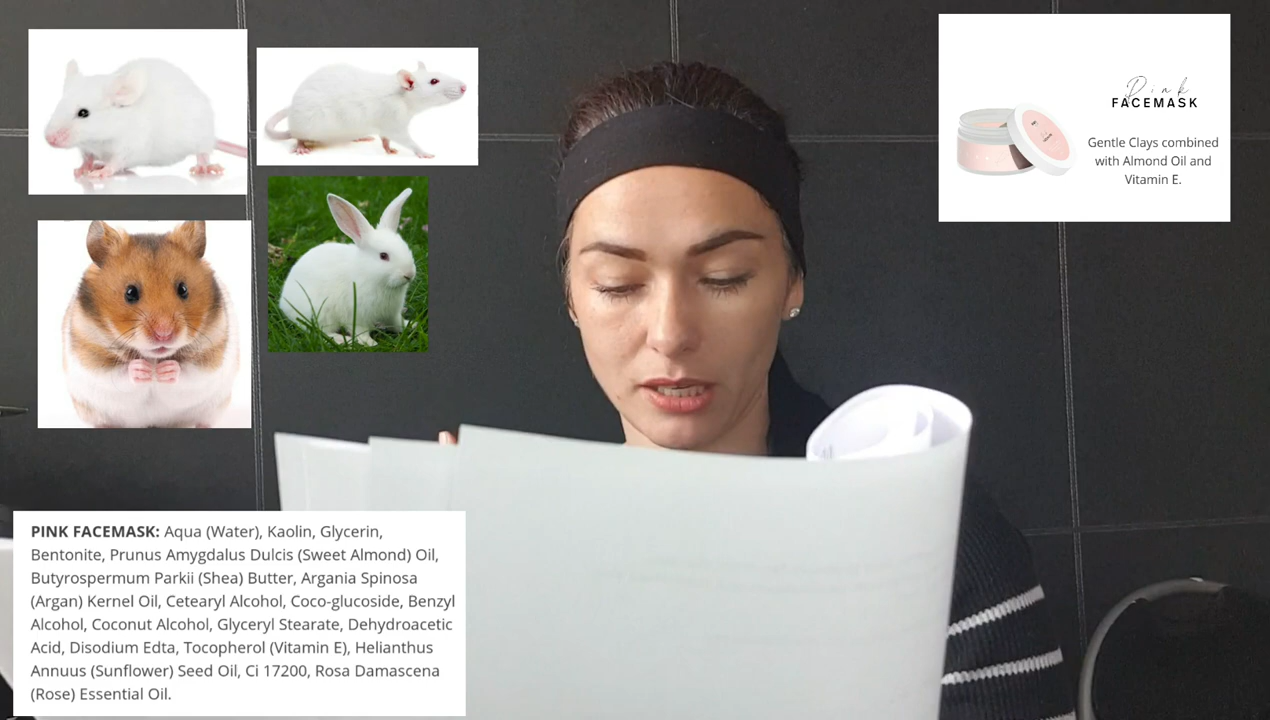 Pink
FACEMASK
Gentle Clays combined
with Almond Oil and
Vitamin E.
PINK FACEMASK: Aqua (Water), Kaolin, Glycerin,
Bentonite, Prunus Amygdalus Dulcis (Sweet Almond) Oil,
Butyrospermum Parkii (Shea) Butter, Argania Spinosa
(Argan) Kernel Oil, Cetearyl Alcohol, Coco-glucoside, Benzyl
Alcohol, Coconut Alcohol, Glyceryl Stearate, Dehydroacetic
Acid, Disodium Edta, Tocopherol (Vitamin E), Helianthus
Annuus (Sunflower) Seed Oil, Ci 17200, Rosa Damascena
(Rose) Essential Oil.